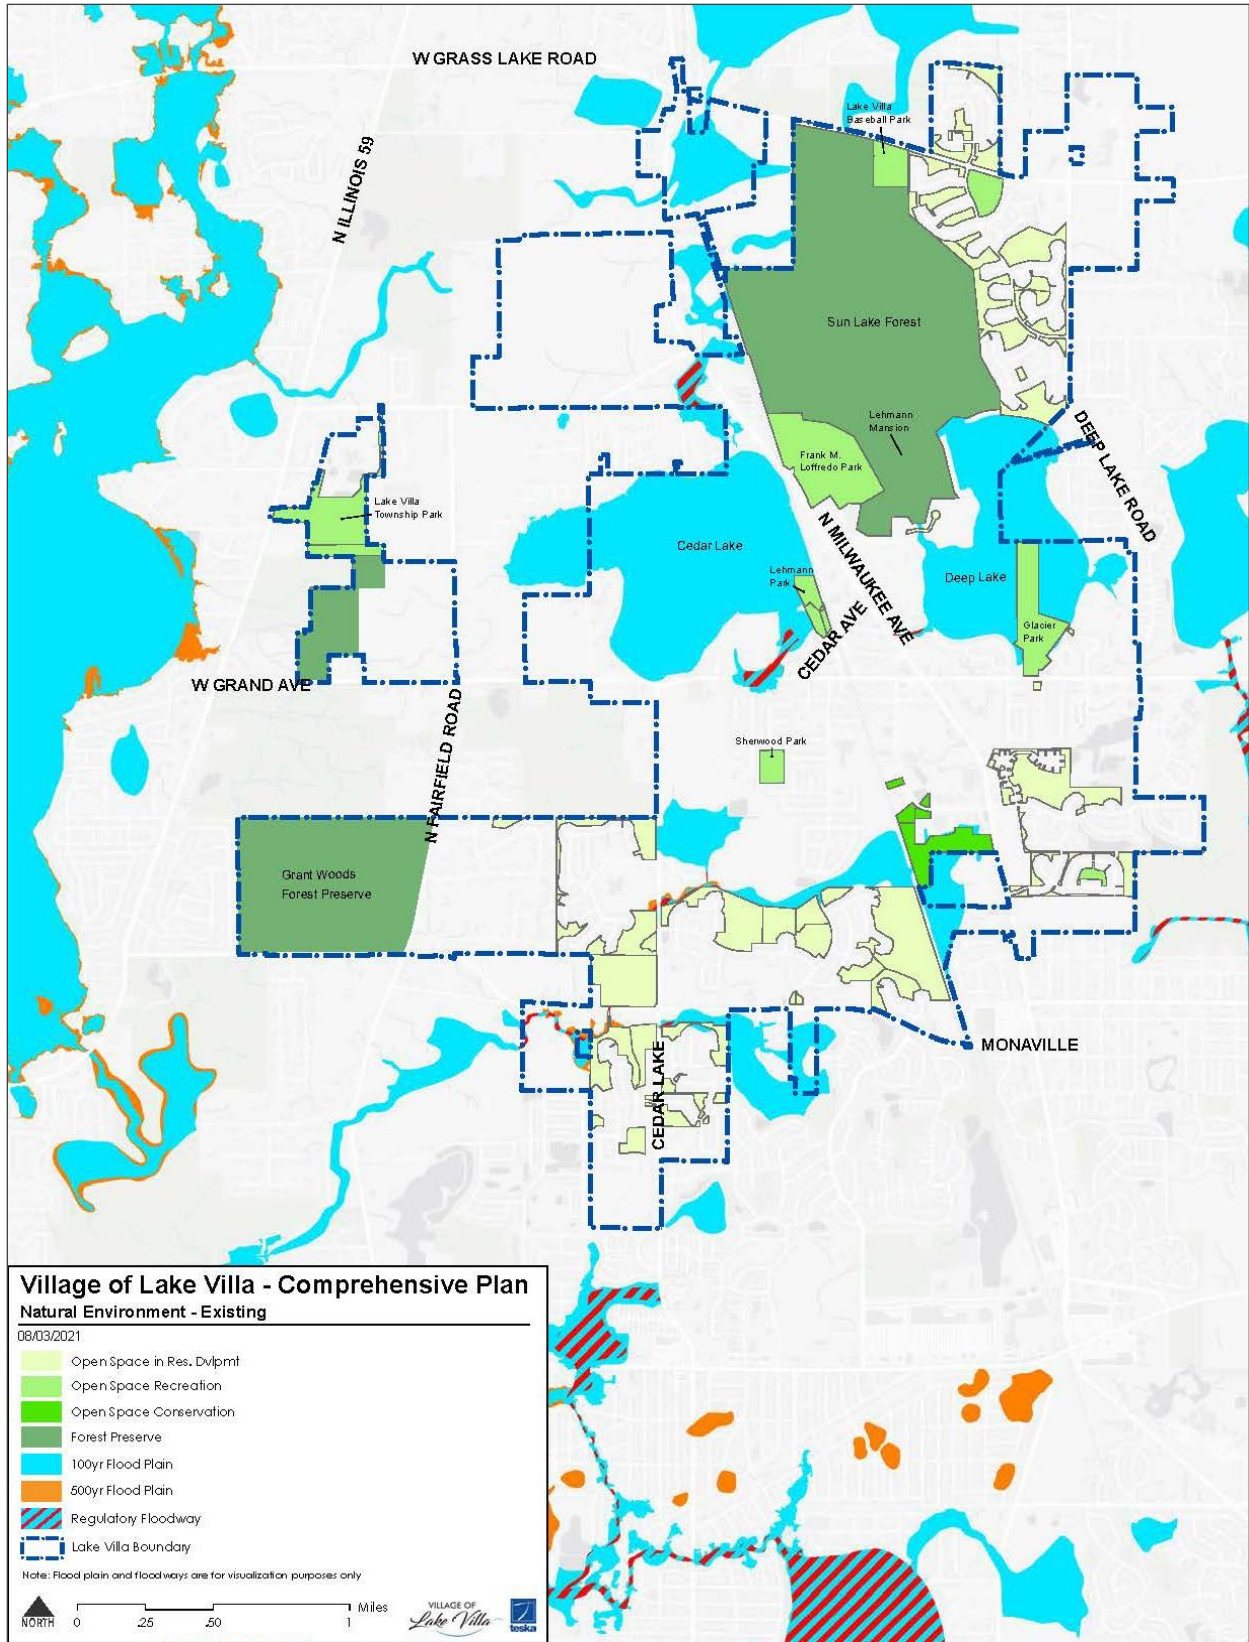 W GRASS LAKE ROAD
Lake Villa
Baseball Park
N ILLINOIS 59
Sun Lake Forest
Lehmann
Mansion
DEEP LAKE ROAD
Frank M.
Loffredo Park
Lake Villa
Township Park
N MILWAUKEE AVE
Cedar Lake
Lehmann
Park
Deep Lake
CEDAR AVE
Glacier
Park
W GRAND AVE
N FAIRFIELD ROAD
Sherwood Park
Grant Woods
Forest Preserve
MONAVILLE
CEDAR LAKE
Village of Lake Villa - Comprehensive Plan
Natural Environment - Existing
08/03/2021
Open Space in Res. Dvlpmt
Open Space Recreation
Open Space Conservation
Forest Preserve
100yr Flood Plain
500yr Flood Plain
Regulatory Floodway
Lake Villa Boundary
Note: Flood plain and floodways are for visualization purposes only
NORTH
0 .25 .50 1 Miles
VILLAGE OF
Lake Villa
teska